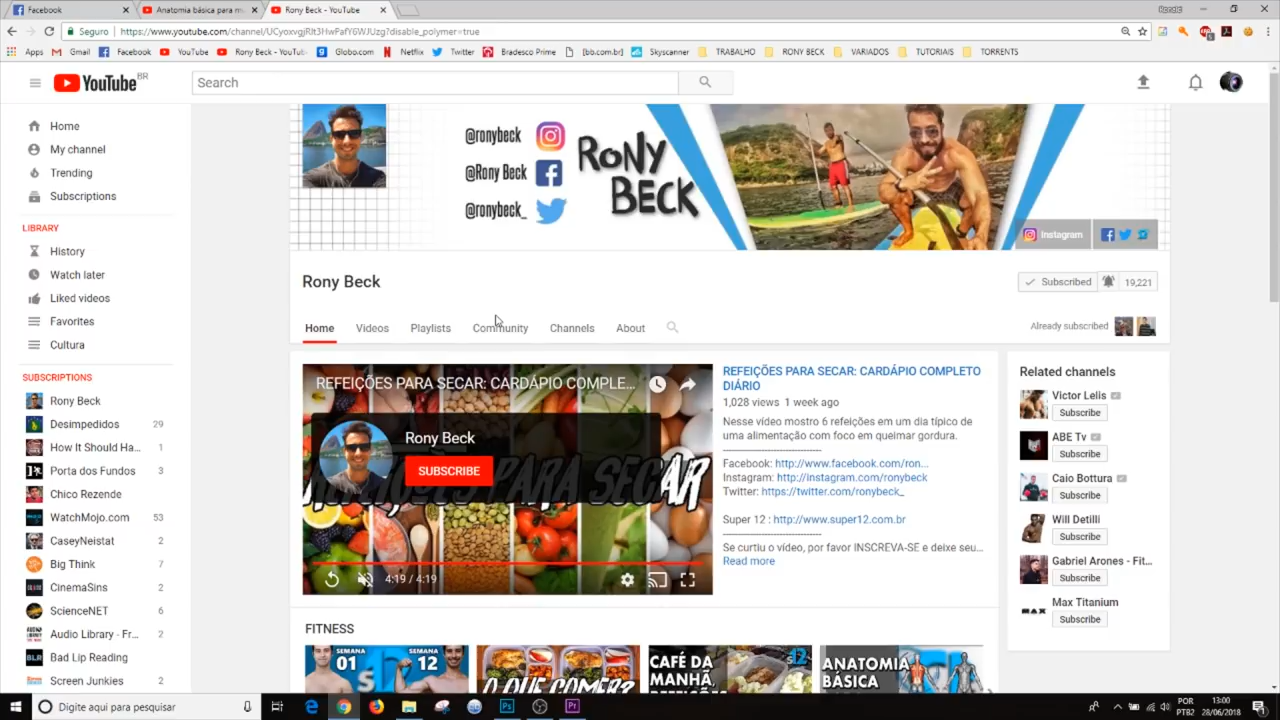 Facebook
Anatomia básica para m
Rony Beck - YouTube
Seguro https://www.youtube.com/channel/UCyoxvgjRlt3HwPafY6WJUzg?disable_polymer=true
Apps Gmail Facebook YouTube Rony Beck - YouTu Globo.com Netflix Twitter Bradesco Prime [bb.com.br] Skyscanner TRABALHO RONY BECK VARIADOS TUTORIAIS TORRENTS
YouTube BR
Search
Home
My channel
Trending
Subscriptions
LIBRARY
History
Watch later
Liked videos
Favorites
Cultura
SUBSCRIPTIONS
Rony Beck
Desimpedidos 29
How It Should Ha... 1
Porta dos Fundos 3
Chico Rezende
WatchMojo.com 53
CaseyNeistat 2
Big Think 7
CinemaSins 2
ScienceNET 6
Audio Library - Fr... 2
Bad Lip Reading
Screen Junkies 2
@ronybeck
@Rony Beck
@ronybeck_
RONY
BECK
Instagram
Rony Beck
Subscribed 19,221
Home Videos Playlists Community Channels About
Already subscribed
REFEIÇÕES PARA SECAR: CARDÁPIO COMPLE...
Rony Beck
SUBSCRIBE
4:19 / 4:19
REFEIÇÕES PARA SECAR: CARDÁPIO COMPLETO
DIÁRIO
1,028 views 1 week ago
Nesse vídeo mostro 6 refeições em um dia típico de
uma alimentação com foco em queimar gordura.
------------------------------
Facebook: http://www.facebook.com/ron...
Instagram: http://instagram.com/ronybeck
Twitter: https://twitter.com/ronybeck_
Super 12 : http://www.super12.com.br
------------------------------
Se curtiu o vídeo, por favor INSCREVA-SE e deixe seu...
Read more
Related channels
Victor Lelis
Subscribe
ABE Tv
Subscribe
Caio Bottura
Subscribe
Will Detilli
Subscribe
Gabriel Arones - Fit...
Subscribe
Max Titanium
Subscribe
FITNESS
SEMANA
01
SEMANA
12
O QUE COMER?
CAFÉ DA
MANHÃ,
REFEIÇÕES
ANATOMIA
BÁSICA
Digite aqui para pesquisar
POR
PTB2
13:00
28/06/2018